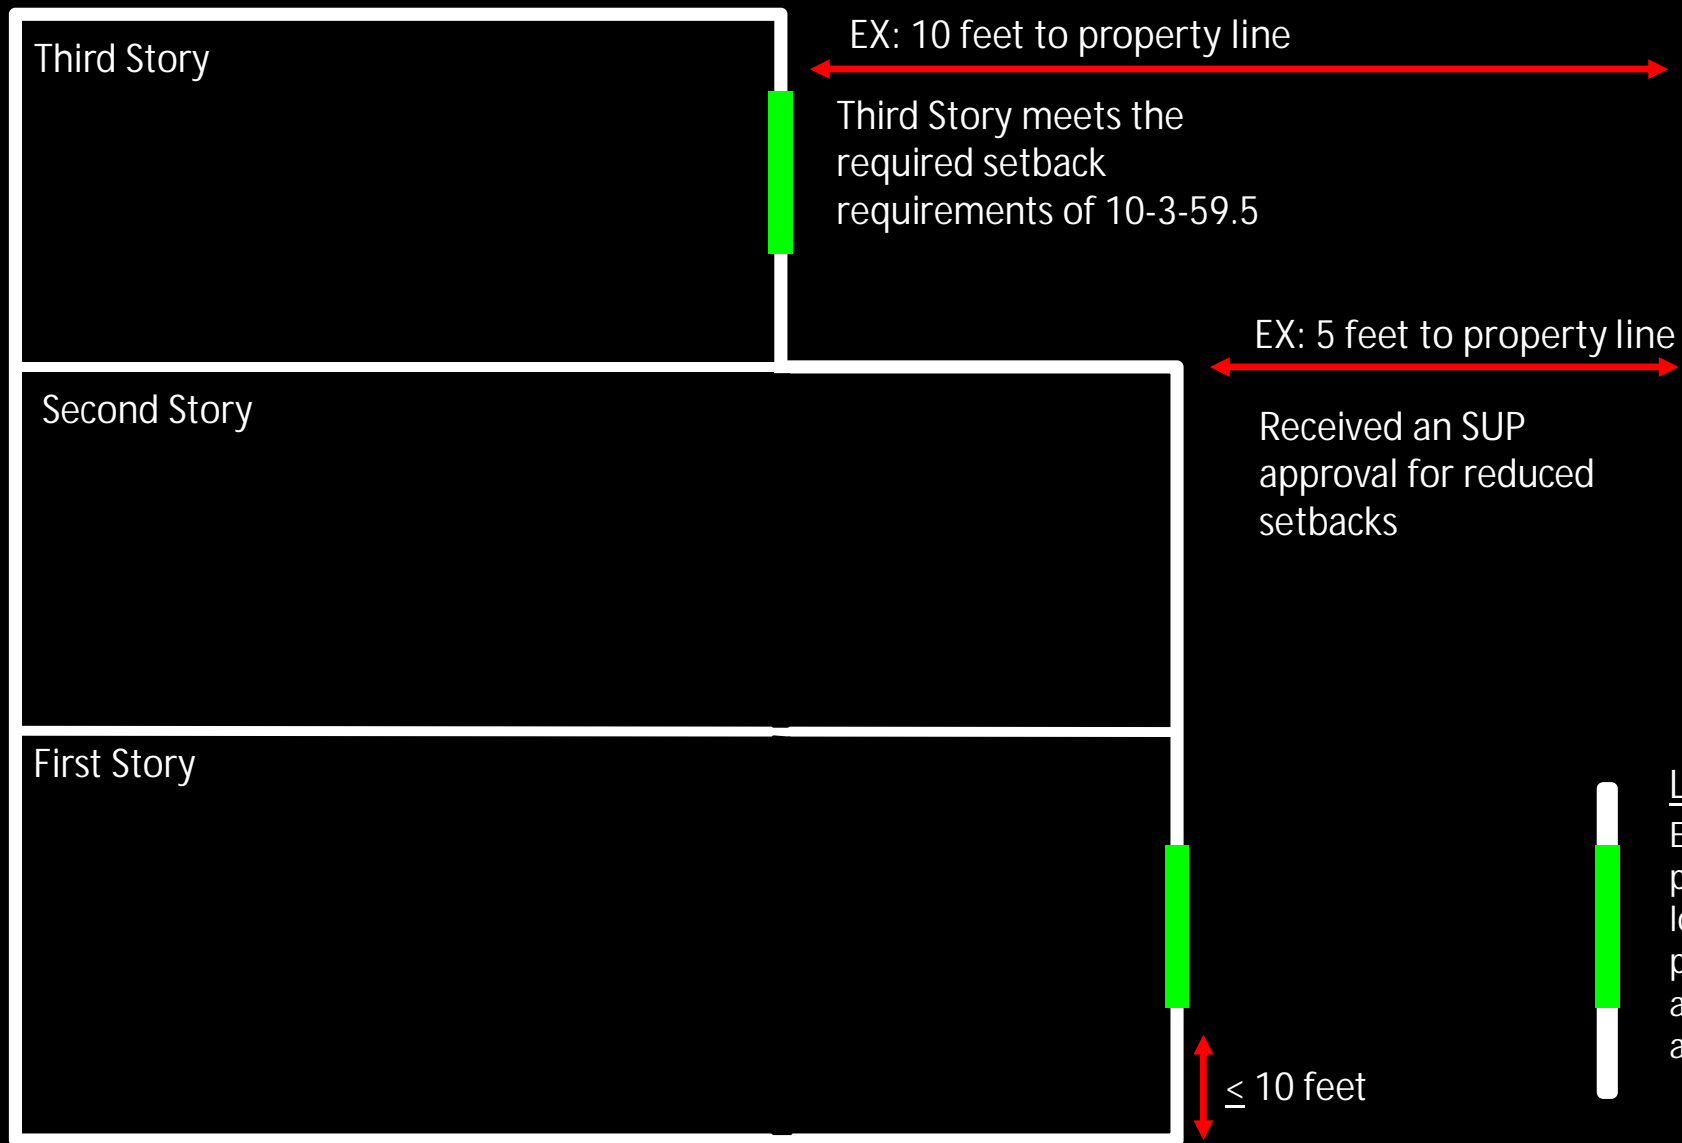 EX: 10 feet to property line
Third Story
Third Story meets the
required setback
requirements of 10-3-59.5
EX: 5 feet to property line
Second Story
Received an SUP
approval for reduced
setbacks
First Story
≤ 10 feet